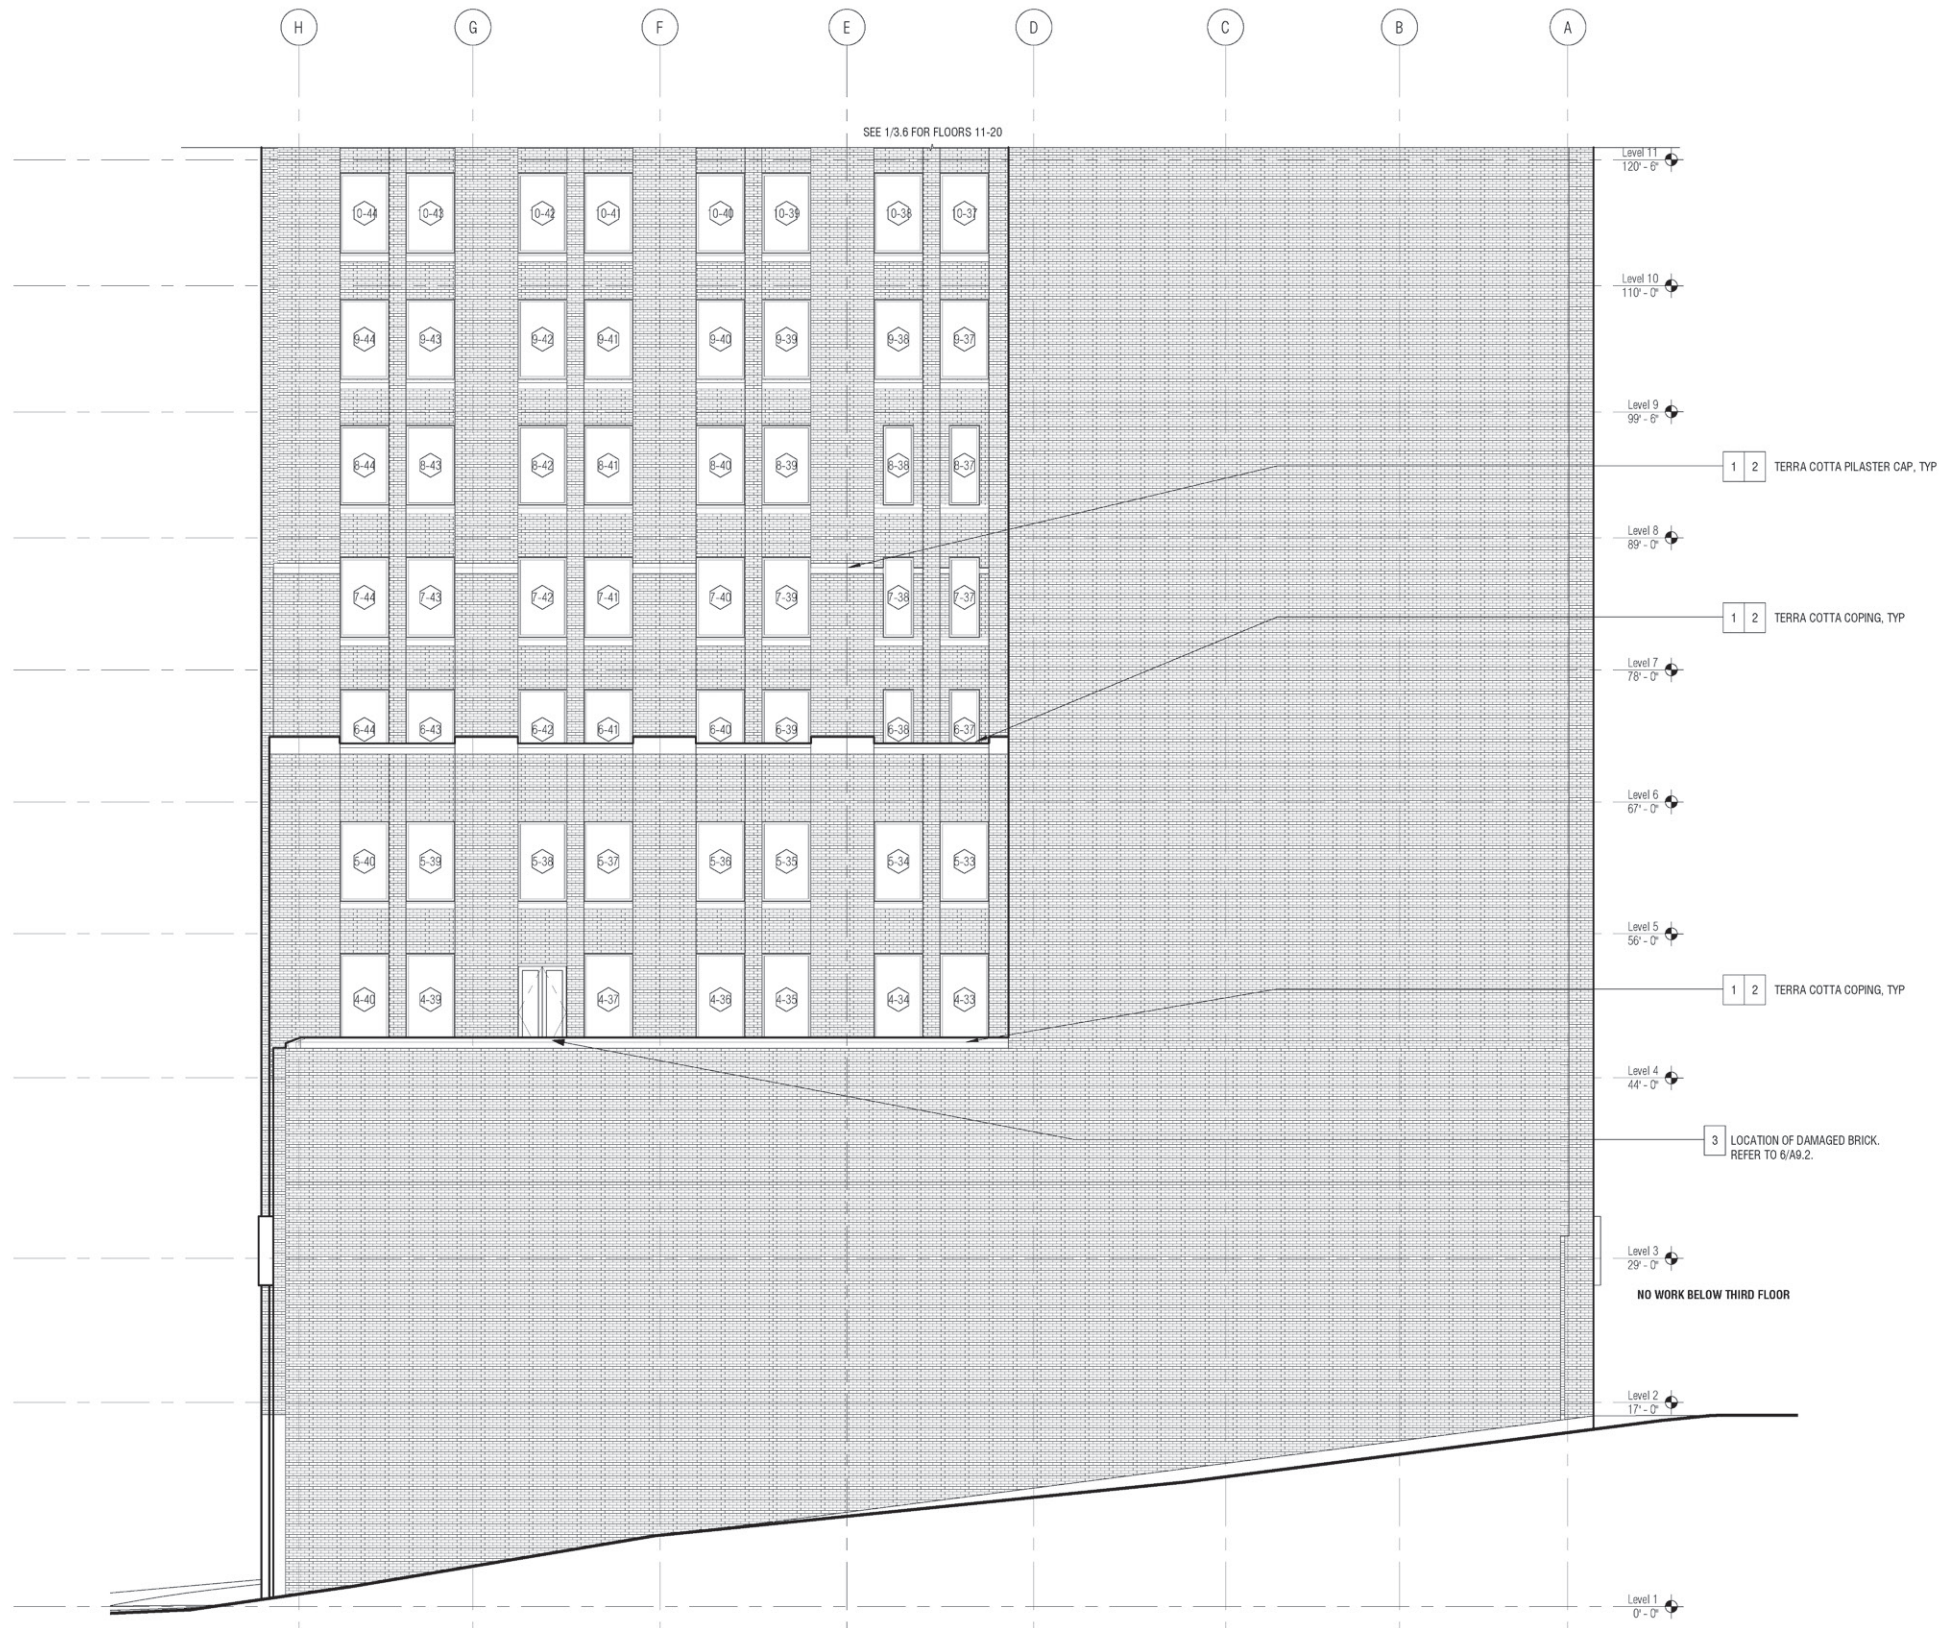 H G F E D C B A
SEE 1/3.6 FOR FLOORS 11-20
Level 11
120' - 6"
10-44 10-43 10-42 10-41 10-40 10-39 10-38 10-37
Level 10
110' - 0"
9-44 9-43 9-42 9-41 9-40 9-39 9-38 9-37
Level 9
99' - 6"
8-44 8-43 8-42 8-41 8-40 8-39 8-38 8-37
1 2 TERRA COTTA PILASTER CAP, TYP
Level 8
89' - 0"
7-44 7-43 7-42 7-41 7-40 7-39 7-38 7-37
1 2 TERRA COTTA COPING, TYP
Level 7
78' - 0"
6-44 6-43 6-42 6-41 6-40 6-39 6-38 6-37
Level 6
67' - 0"
5-40 5-39 5-38 5-37 5-36 5-35 5-34 5-33
Level 5
56' - 0"
4-40 4-39 4-37 4-36 4-35 4-34 4-33
1 2 TERRA COTTA COPING, TYP
Level 4
44' - 0"
3 LOCATION OF DAMAGED BRICK.
REFER TO 6/A9.2.
Level 3
29' - 0"
NO WORK BELOW THIRD FLOOR
Level 2
17' - 0"
Level 1
0' - 0"